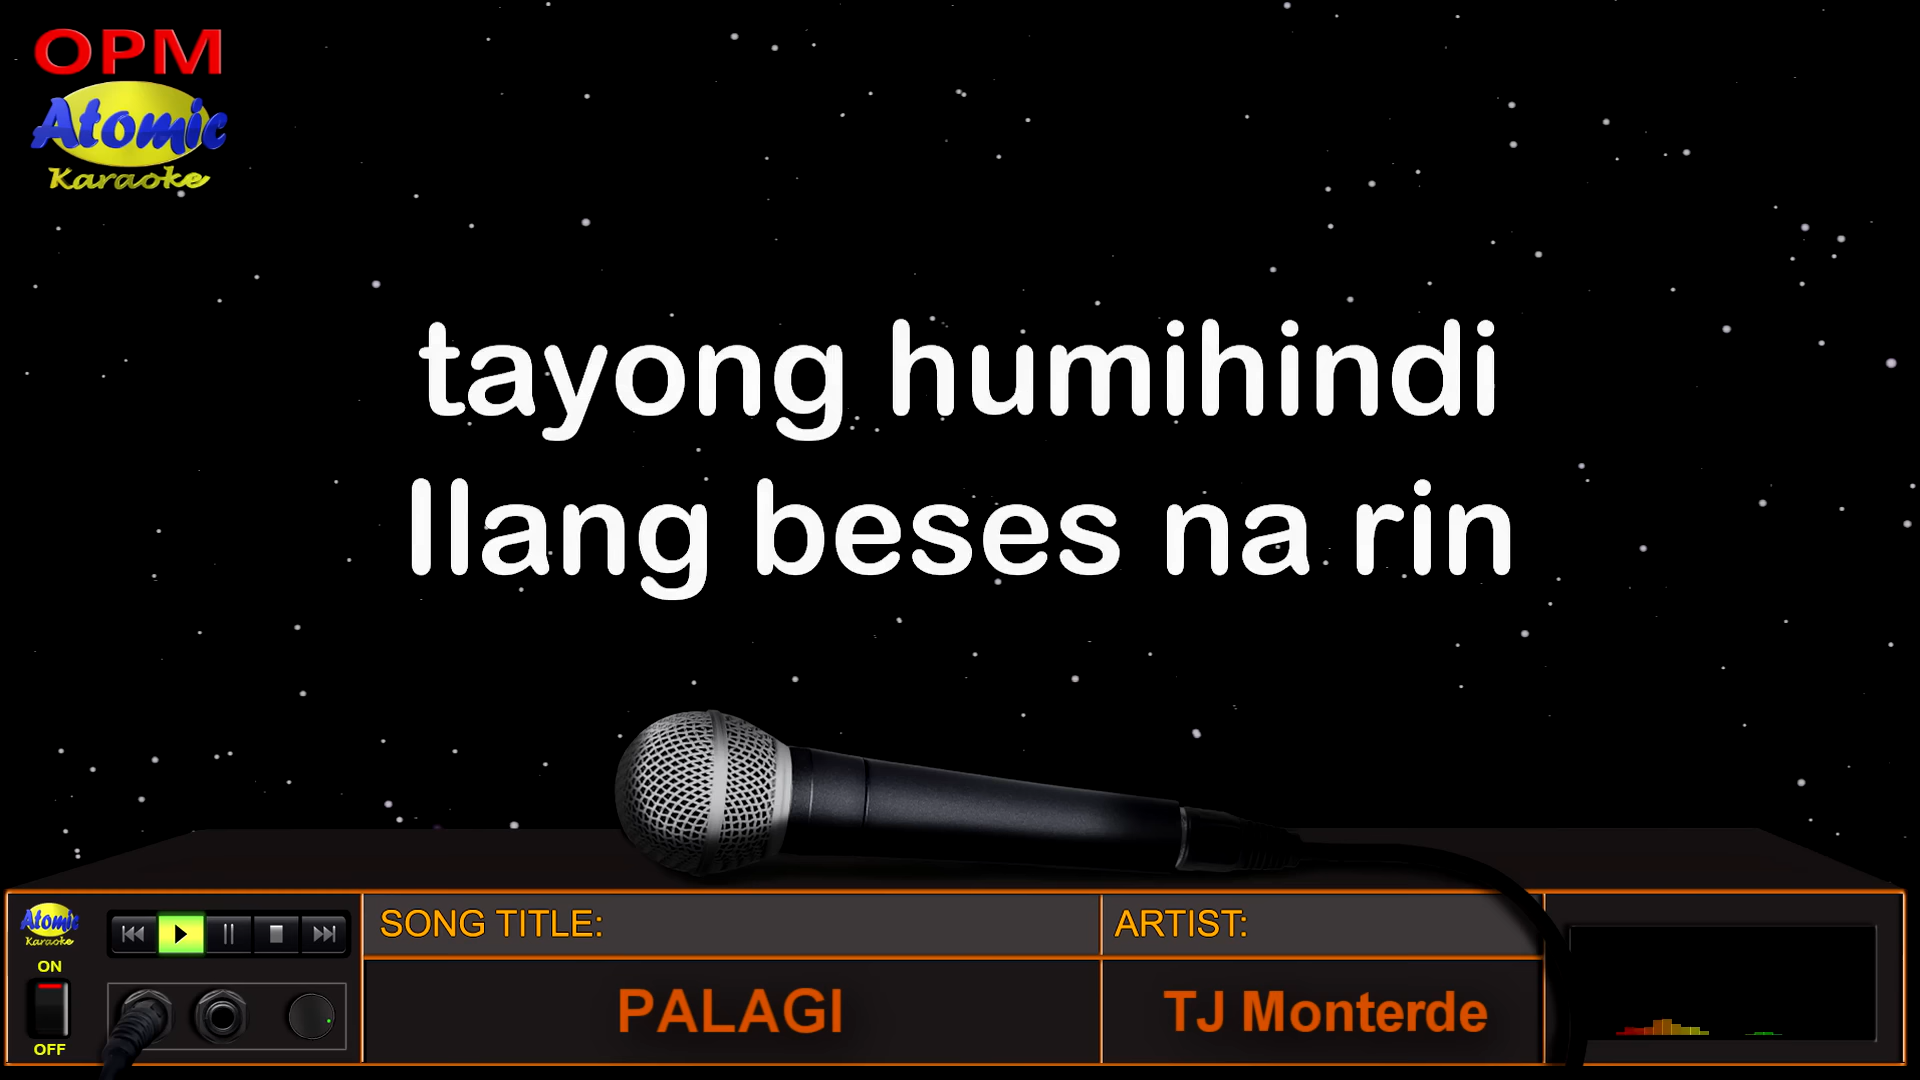 OPM
Atomic
Karaoke
tayong humihindi
Ilang beses na rin
Atomic
Karaoke
ON
OFF
SONG TITLE:
ARTIST:
PALAGI
TJ Monterde